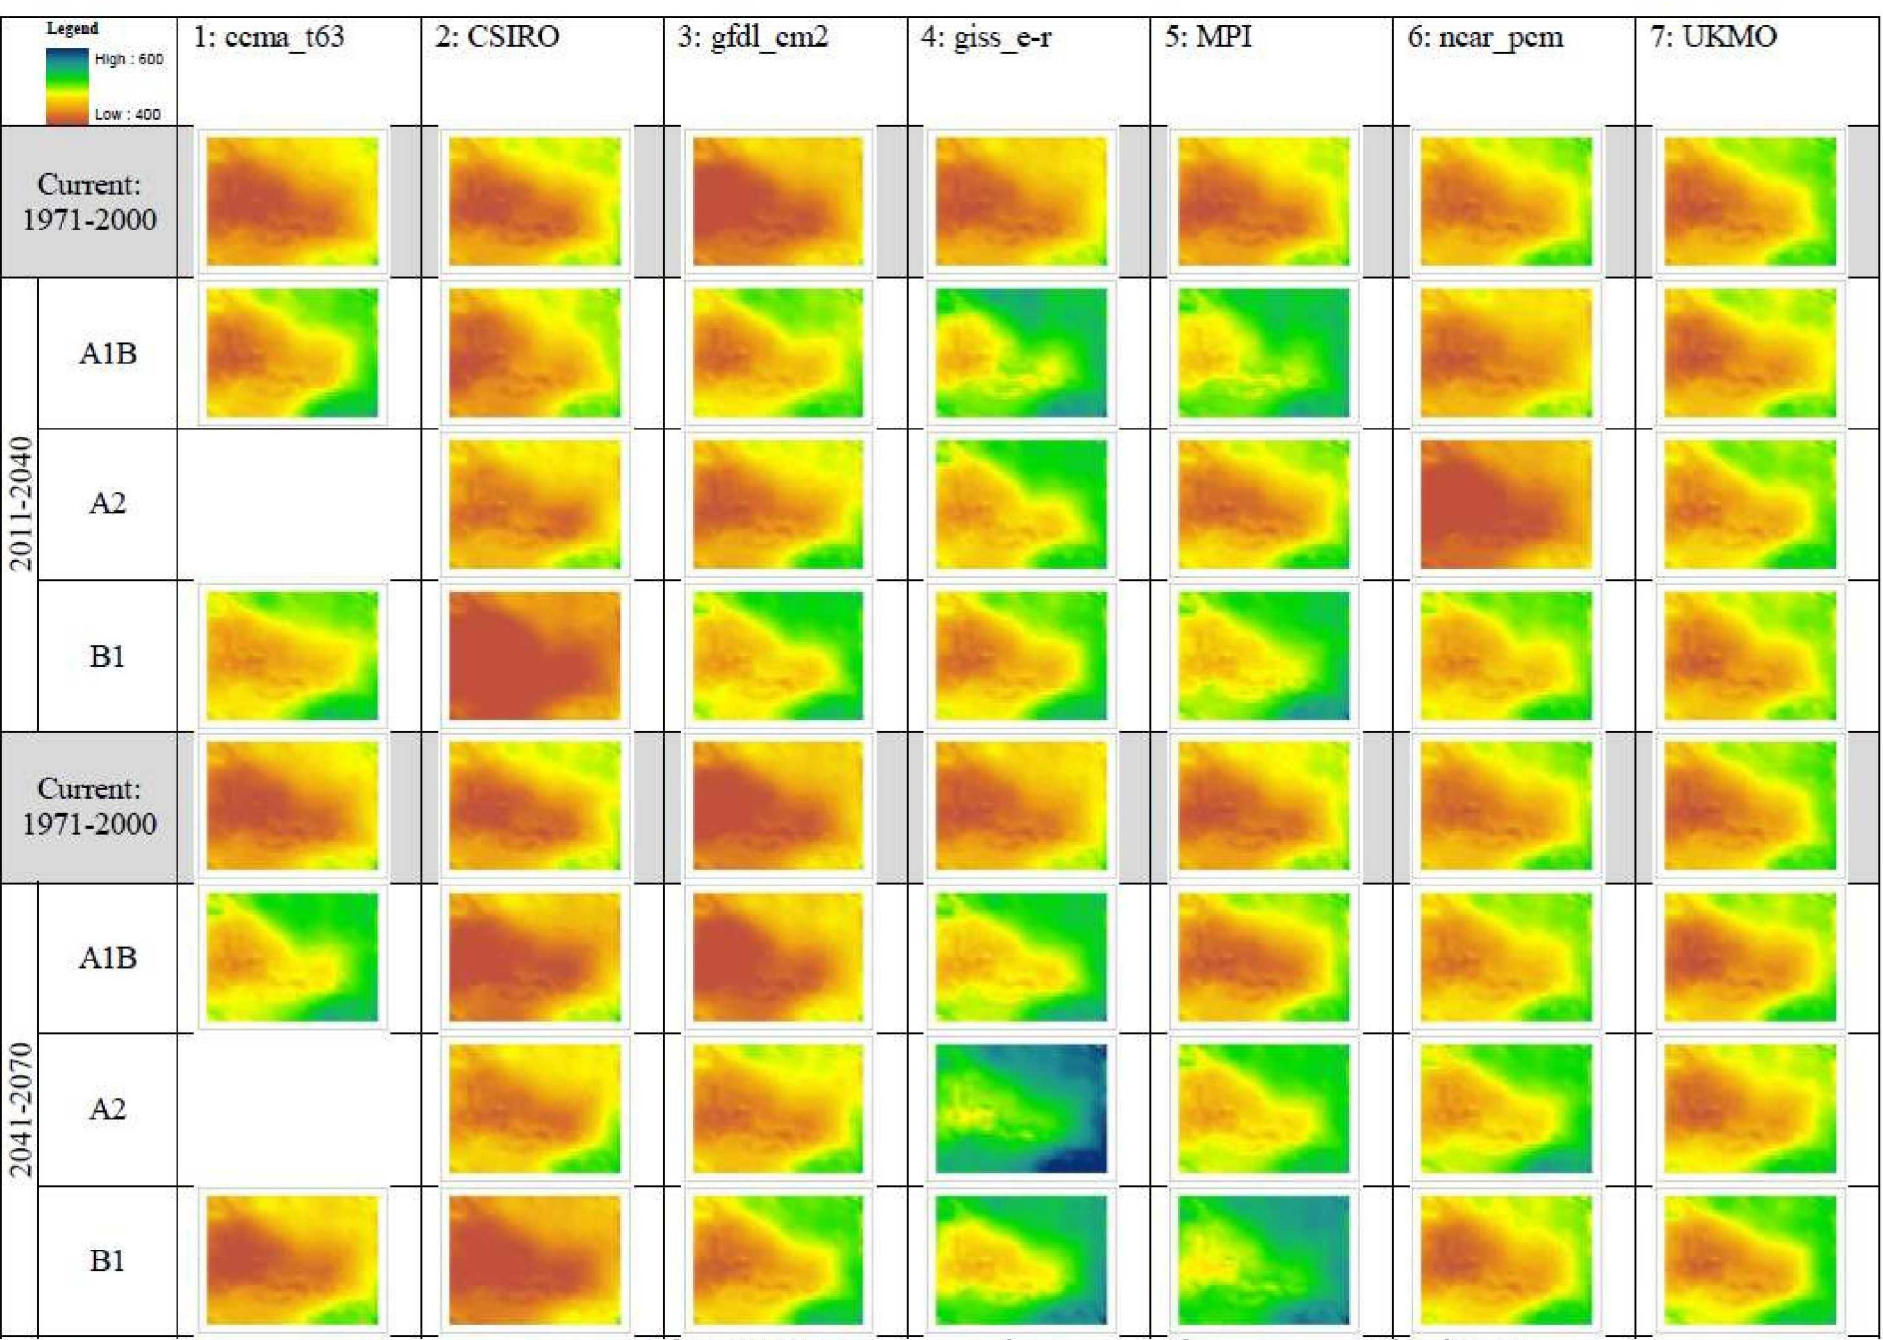 Legend
High : 600
Low : 400
1: ccma_t63
2: CSIRO
3: gfdl_cm2
4: giss_e-r
5: MPI
6: ncar_pcm
7: UKMO
Current:
1971-2000
2011-2040
A1B
A2
B1
Current:
1971-2000
2041-2070
A1B
A2
B1